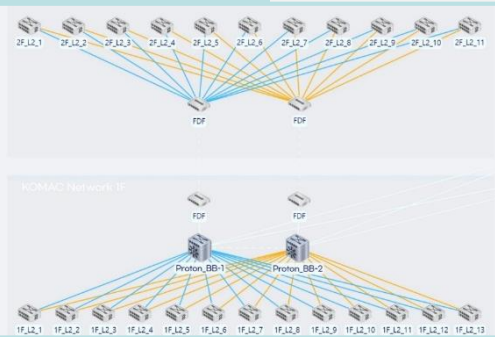 2F_L2_1 2F_L2_2 2F_L2_3 2F_L2_4 2F_L2_5 2F_L2_6 2F_L2_7 2F_L2_8 2F_L2_9 2F_L2_10 2F_L2_11
FDF FDF
KOMAC Network 1F
FDF FDF
Proton_BB-1 Proton_BB-2
1F_L2_1 1F_L2_2 1F_L2_3 1F_L2_4 1F_L2_5 1F_L2_6 1F_L2_7 1F_L2_8 1F_L2_9 1F_L2_10 1F_L2_11 1F_L2_12 1F_L2_13